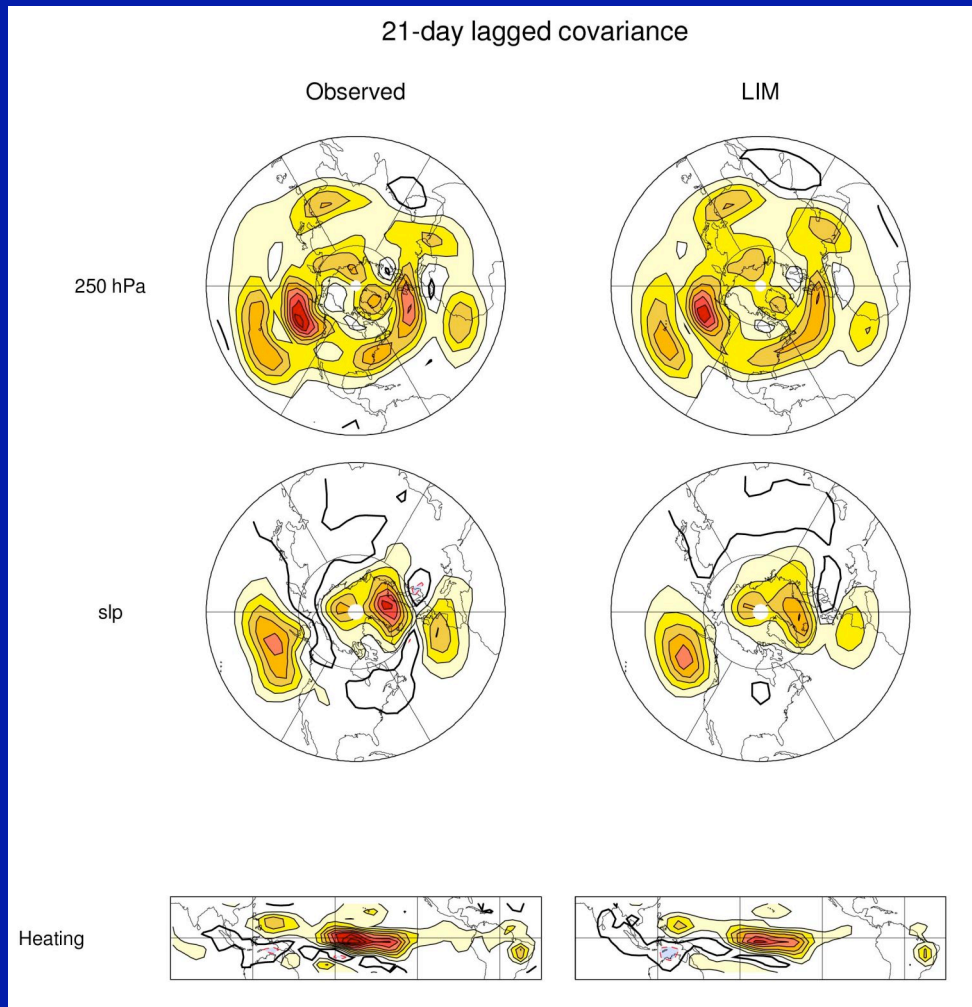 21-day lagged covariance
Observed
LIM
250 hPa
slp
Heating